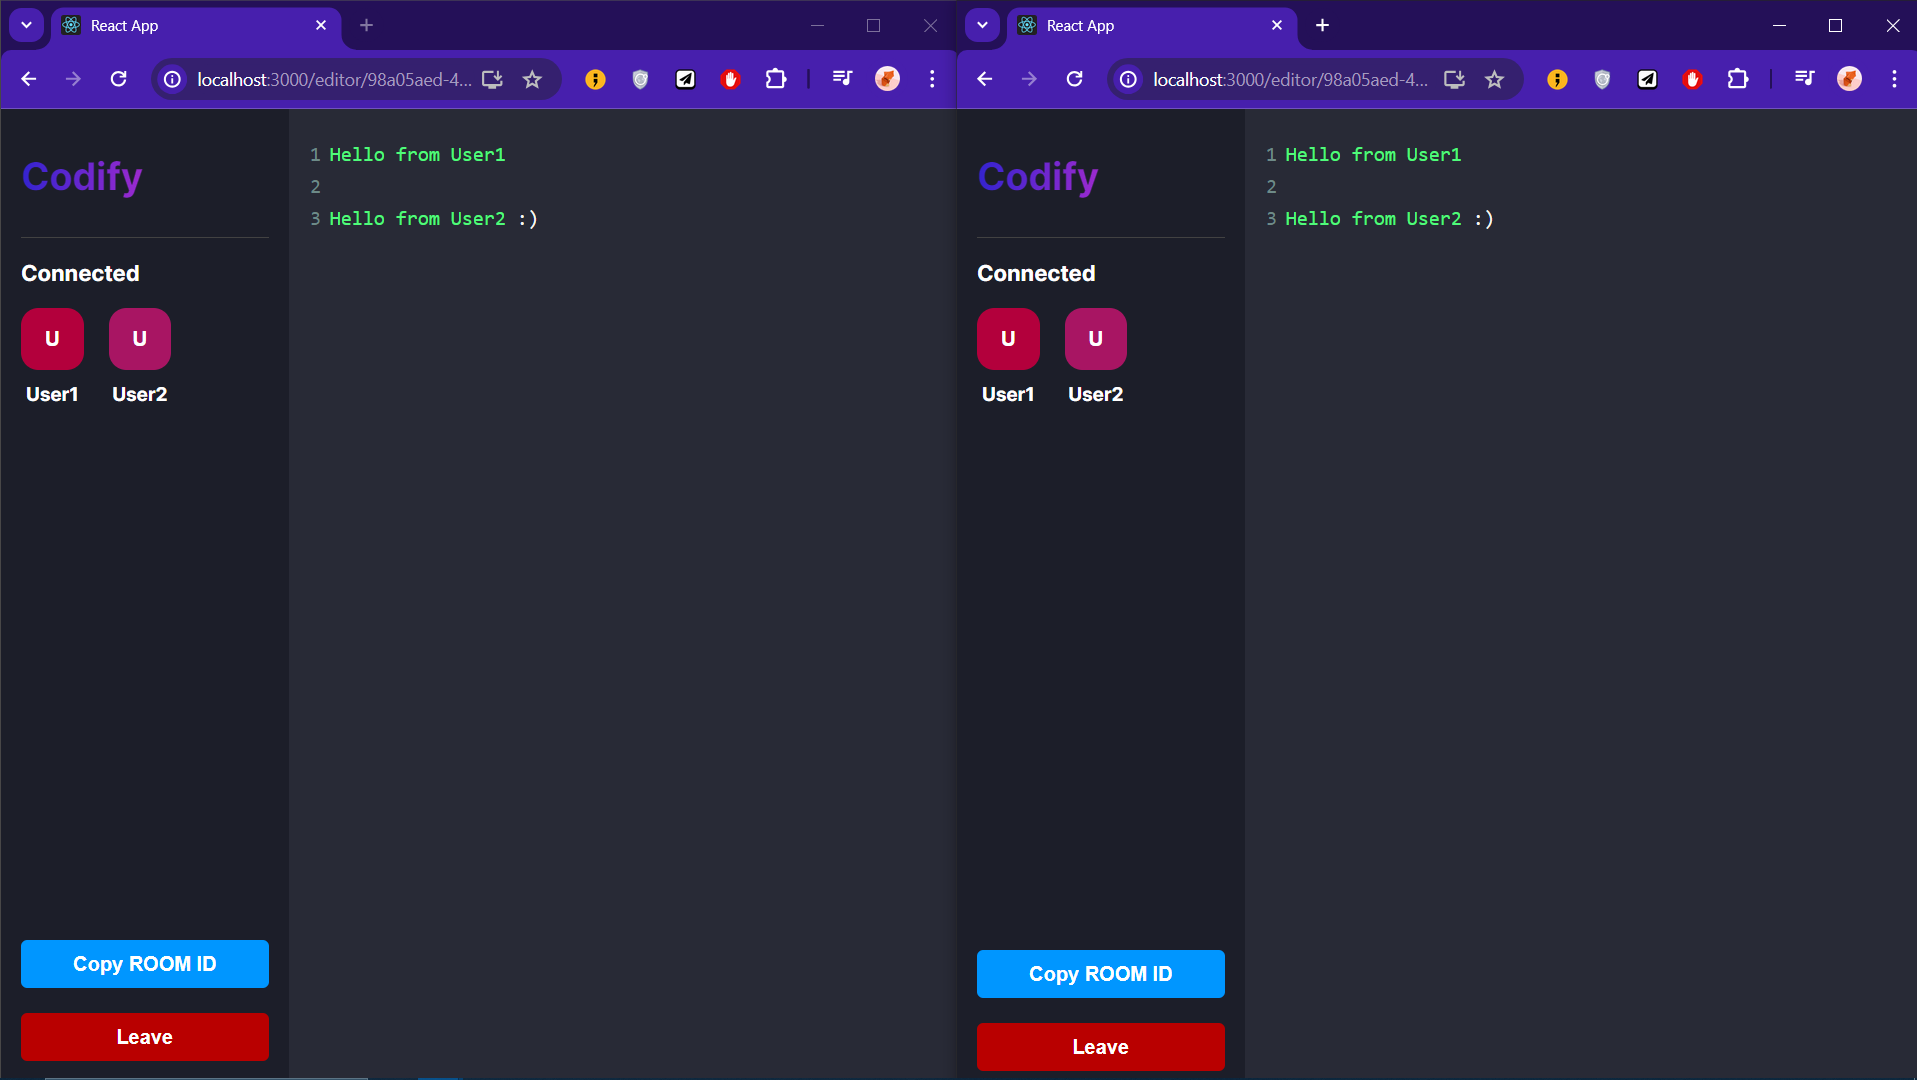 React App
localhost:3000/editor/98a05aed-4...
Codify
Connected
U U
User1 User2
Copy ROOM ID
Leave
1 Hello from User1
2
3 Hello from User2 :)
React App
localhost:3000/editor/98a05aed-4...
Codify
Connected
U U
User1 User2
Copy ROOM ID
Leave
1 Hello from User1
2
3 Hello from User2 :)